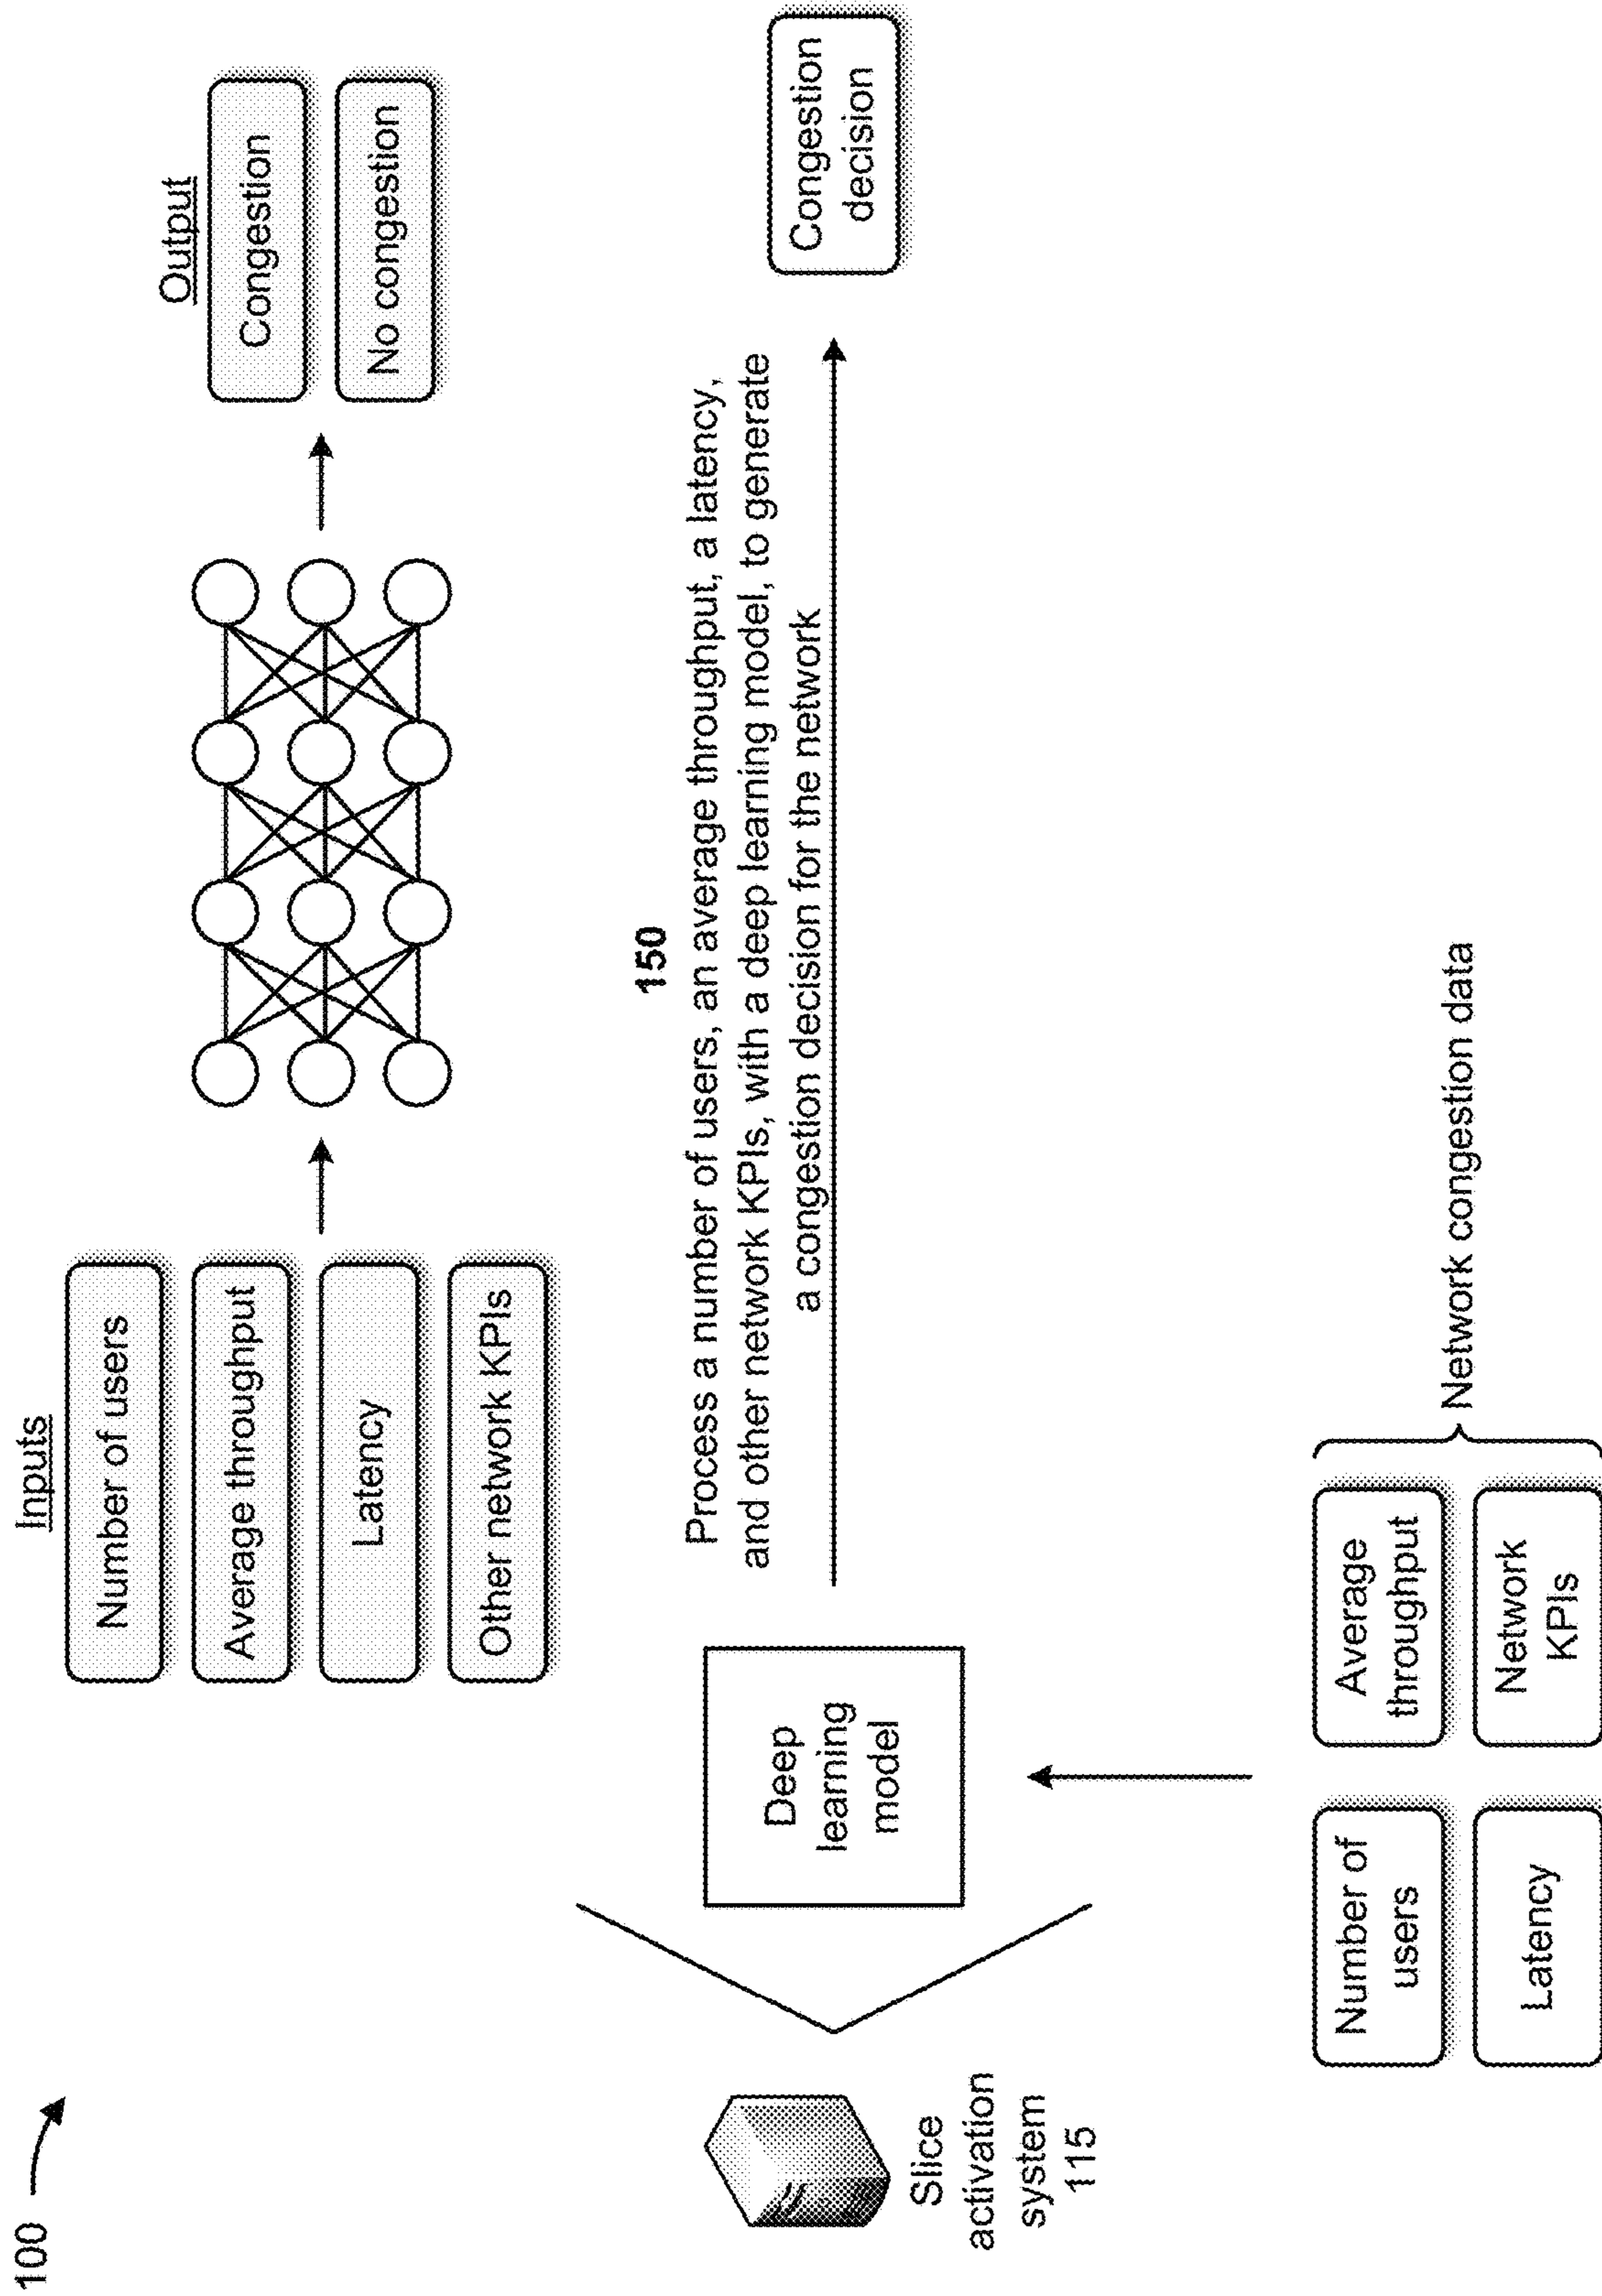 100
Inputs
Number of users
Average throughput
Latency
Other network KPIs
Output
Congestion
No congestion
150
Process a number of users, an average throughput, a latency,
and other network KPIs, with a deep learning model, to generate
a congestion decision for the network
Deep
learning
model
Congestion
decision
Slice
activation
system
115
Number of
users
Average
throughput
Latency
Network
KPIs
Network congestion data